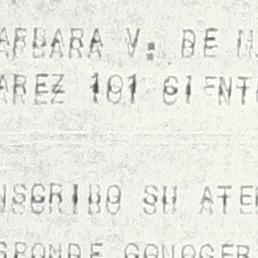 ARBARA V. DE M
AREZ 101 CIENT
NSCRIBO SU ATE
SPONDE CONOCER